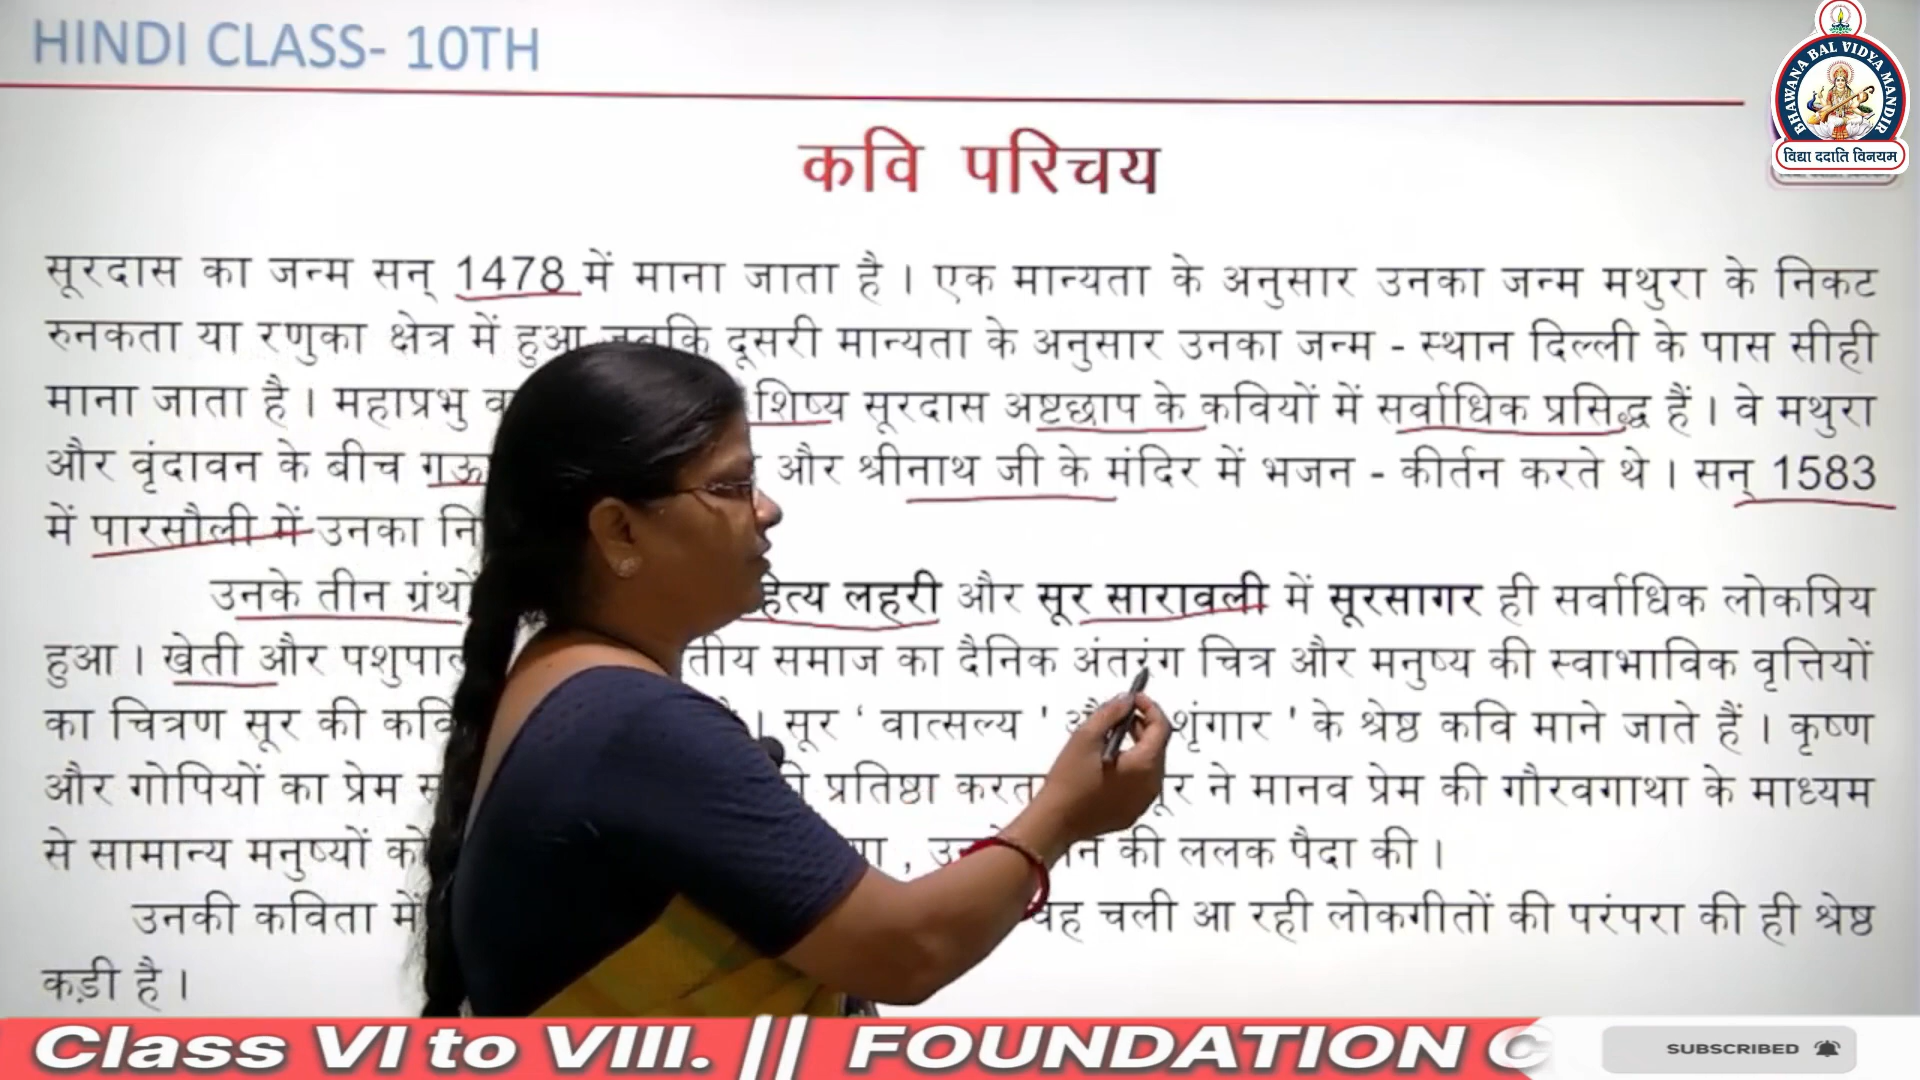 HINDI CLASS- 10TH
BHAWANA BAL VIDYA MANDIR
विद्या ददाति विनयम
कवि परिचय
सूरदास का जन्म सन् 1478 में माना जाता है । एक मान्यता के अनुसार उनका जन्म मथुरा के निकट
रुनकता या रणुका क्षेत्र में हुआ दूसरी मान्यता के अनुसार उनका जन्म - स्थान दिल्ली के पास सीही
माना जाता है । महाप्रभु शिष्य सूरदास अष्टछाप के कवियों में सर्वाधिक प्रसिद्ध हैं । वे मथुरा
और वृंदावन के बीच गऊ और श्रीनाथ जी के मंदिर में भजन - कीर्तन करते थे । सन् 1583
में पारसौली में उनका
उनके तीन ग्रंथों लहरी और सूर सारावली में सूरसागर ही सर्वाधिक लोकप्रिय
हुआ । खेती और समाज का दैनिक अंतरंग चित्र और मनुष्य की स्वाभाविक वृत्तियों
का चित्रण सूर की । सूर ' वात्सल्य ' शृंगार ' के श्रेष्ठ कवि माने जाते हैं । कृष्ण
और गोपियों का प्रेम प्रतिष्ठा ने मानव प्रेम की गौरवगाथा के माध्यम
से सामान्य मनुष्यों को , की ललक पैदा की ।
उनकी कविता में वह चली आ रही लोकगीतों की परंपरा की ही श्रेष्ठ
कड़ी है ।
Class VI to VIII. || FOUNDATION C
SUBSCRIBED